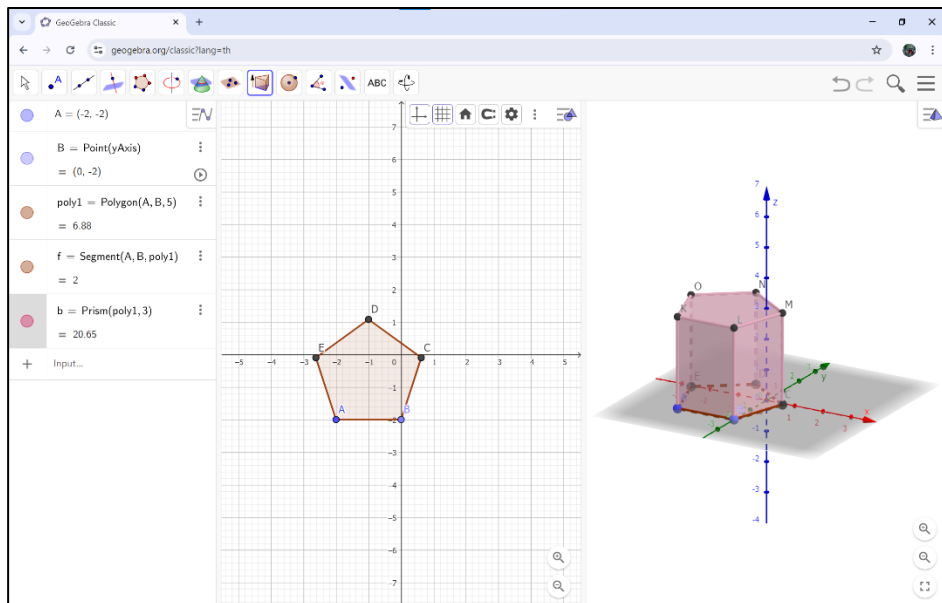 GeoGebra Classic
geogebra.org/classic?lang=th
A
ABC
A = (-2, -2)
B = Point(yAxis)
= (0, -2)
poly1 = Polygon(A, B, 5)
= 6.88
f = Segment(A, B, poly1)
= 2
b = Prism(poly1, 3)
= 20.65
Input...
7
6
5
4
3
2
1
D
E
C
-5 -4 -3 -2 -1 0 1 2 3 4 5
-1
A
B
-2
-3
-4
-5
-6
-7
7
z
6
5
4
O
N
3
K
M
L
y
x
1 2 3
-1
-2
-3
-4